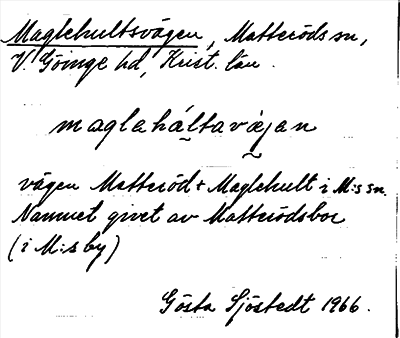 Maglehultsvägen, Matteröds sn,
V. Göinge hd, Krist. län.
maglaháltavæjan
vägen Matteröd + Maglehult i M:s sn.
Namnet givet av Matterödsbor
(i M:s by)
Gösta Sjöstedt 1966.